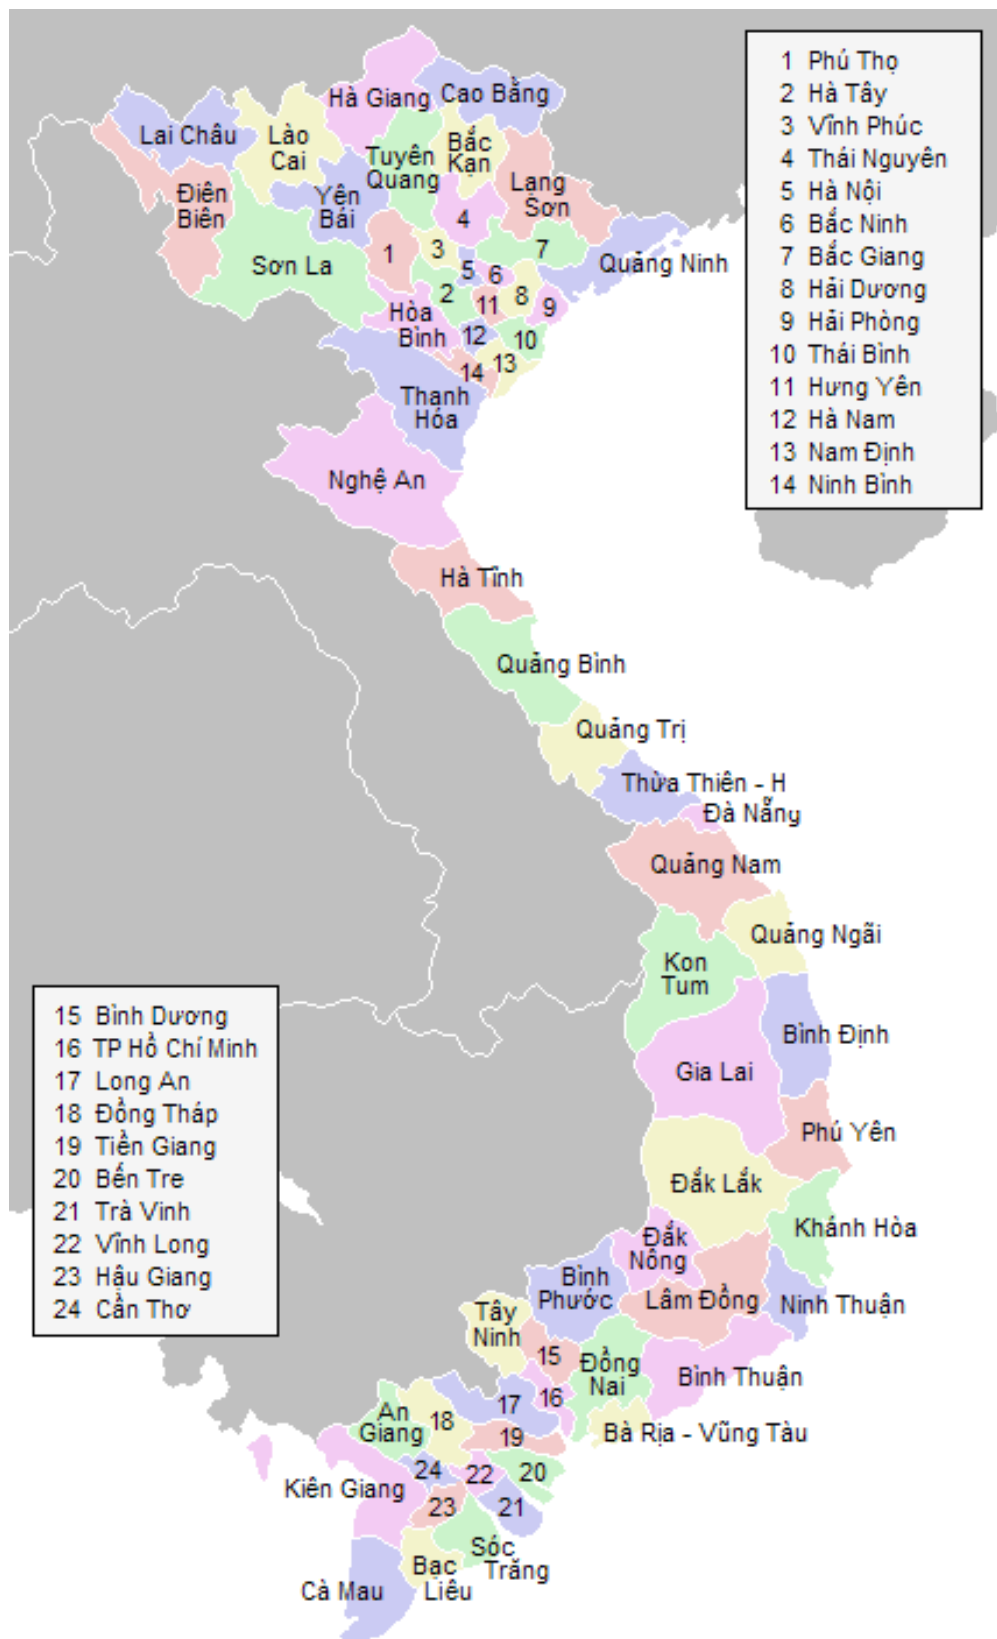 1 Phú Thọ
2 Hà Tây
3 Vĩnh Phúc
4 Thái Nguyên
5 Hà Nội
6 Bắc Ninh
7 Bắc Giang
8 Hải Dương
9 Hải Phòng
10 Thái Bình
11 Hưng Yên
12 Hà Nam
13 Nam Định
14 Ninh Bình
Hà Giang
Cao Bằng
Lai Châu
Lào
Cai
Bắc
Kạn
Tuyên
Quang
Điên
Biên
Yên
Bái
Lạng
Sơn
4
Sơn La
1
3
7
Quảng Ninh
5
6
2
8
11
9
Hòa
Bình
12
10
13
14
Thanh
Hóa
Nghệ An
Hà Tĩnh
Quảng Bình
Quảng Trị
Thừa Thiên - H
Đà Nẵng
Quảng Nam
Quảng Ngãi
Kon
Tum
Bình Định
Gia Lai
Phú Yên
Đắk Lắk
Khánh Hòa
Đắk
Nông
Bình
Phước
Lâm Đồng
Ninh Thuận
Tây
Ninh
15
Đồng
Nai
Bình Thuận
16
17
An
Giang
18
19
Bà Rịa - Vũng Tàu
24
22
20
Kiên Giang
23
21
Sóc
Trăng
Bạc
Liêu
Cà Mau
15 Bình Dương
16 TP Hồ Chí Minh
17 Long An
18 Đồng Tháp
19 Tiền Giang
20 Bến Tre
21 Trà Vinh
22 Vĩnh Long
23 Hậu Giang
24 Cần Thơ